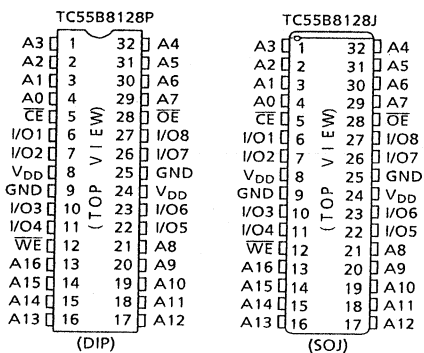 TC55B8128P
A3 1 32 A4
A2 2 31 A5
A1 3 30 A6
A0 4 29 A7
CE 5 28 OE
I/O1 6 27 I/O8
I/O2 7 26 I/O7
VDD 8 25 GND
GND 9 24 VDD
I/O3 10 23 I/O6
I/O4 11 22 I/O5
WE 12 21 A8
A16 13 20 A9
A15 14 19 A10
A14 15 18 A11
A13 16 17 A12
(TOP VIEW)
(DIP)
TC55B8128J
A3 1 32 A4
A2 2 31 A5
A1 3 30 A6
A0 4 29 A7
CE 5 28 OE
I/O1 6 27 I/O8
I/O2 7 26 I/O7
VDD 8 25 GND
GND 9 24 VDD
I/O3 10 23 I/O6
I/O4 11 22 I/O5
WE 12 21 A8
A16 13 20 A9
A15 14 19 A10
A14 15 18 A11
A13 16 17 A12
(TOP VIEW)
(SOJ)